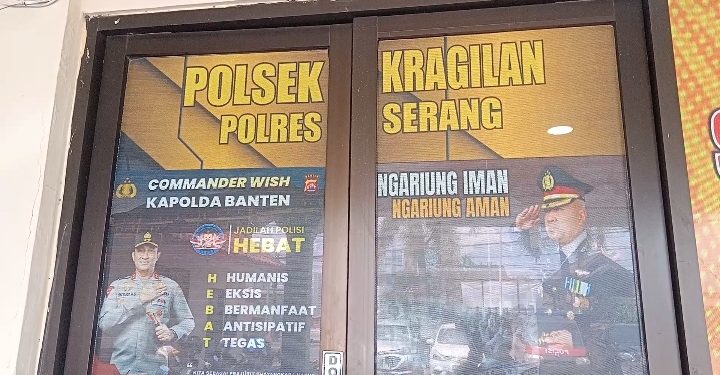 POLSEK KRAGILAN
POLRES SERANG
COMMANDER WISH
KAPOLDA BANTEN
JADILAH POLISI
HEBAT
H HUMANIS
E EKSIS
B BERMANFAAT
A ANTISIPATIF
T TEGAS
NGARIUNG IMAN
NGARIUNG AMAN